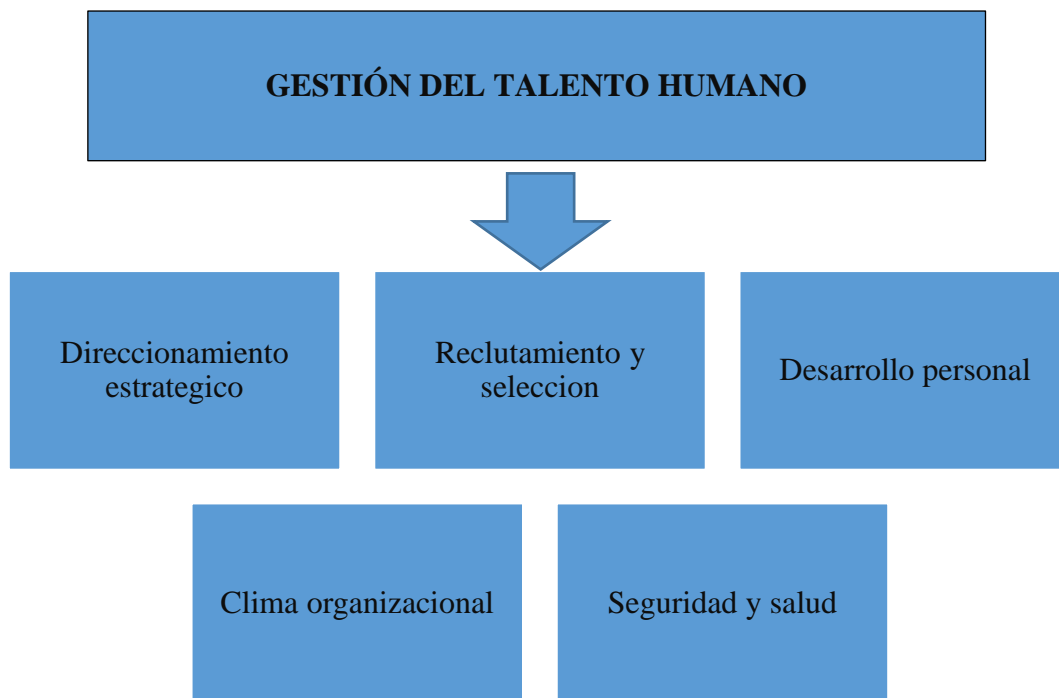 GESTIÓN DEL TALENTO HUMANO
Direccionamiento
estrategico
Reclutamiento y
seleccion
Desarrollo personal
Clima organizacional
Seguridad y salud